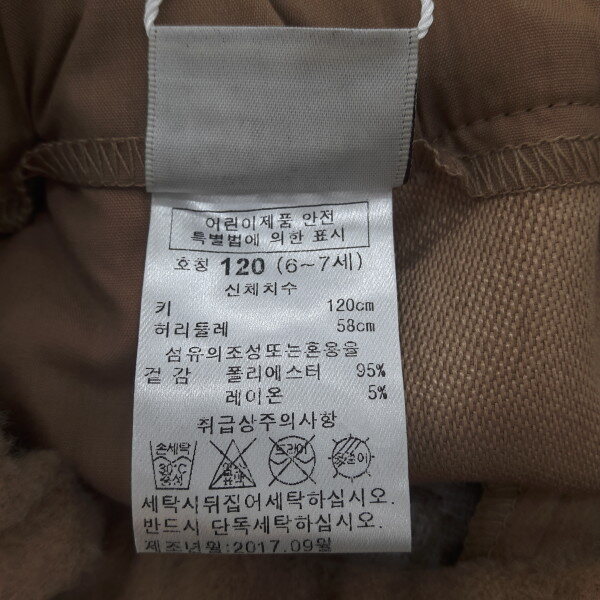 어린이제품 안전
특별법에 의한 표시
호칭 120 (6~7세)
신체치수
키 120cm
허리둘레 58cm
섬유의조성또는혼용율
겉감 폴리에스터 95%
레이온 5%
취급상주의사항
손세탁 드라이
30℃
중성
세탁시뒤집어세탁하십시오.
반드시 단독세탁하십시오.
제조년월:2017.09월